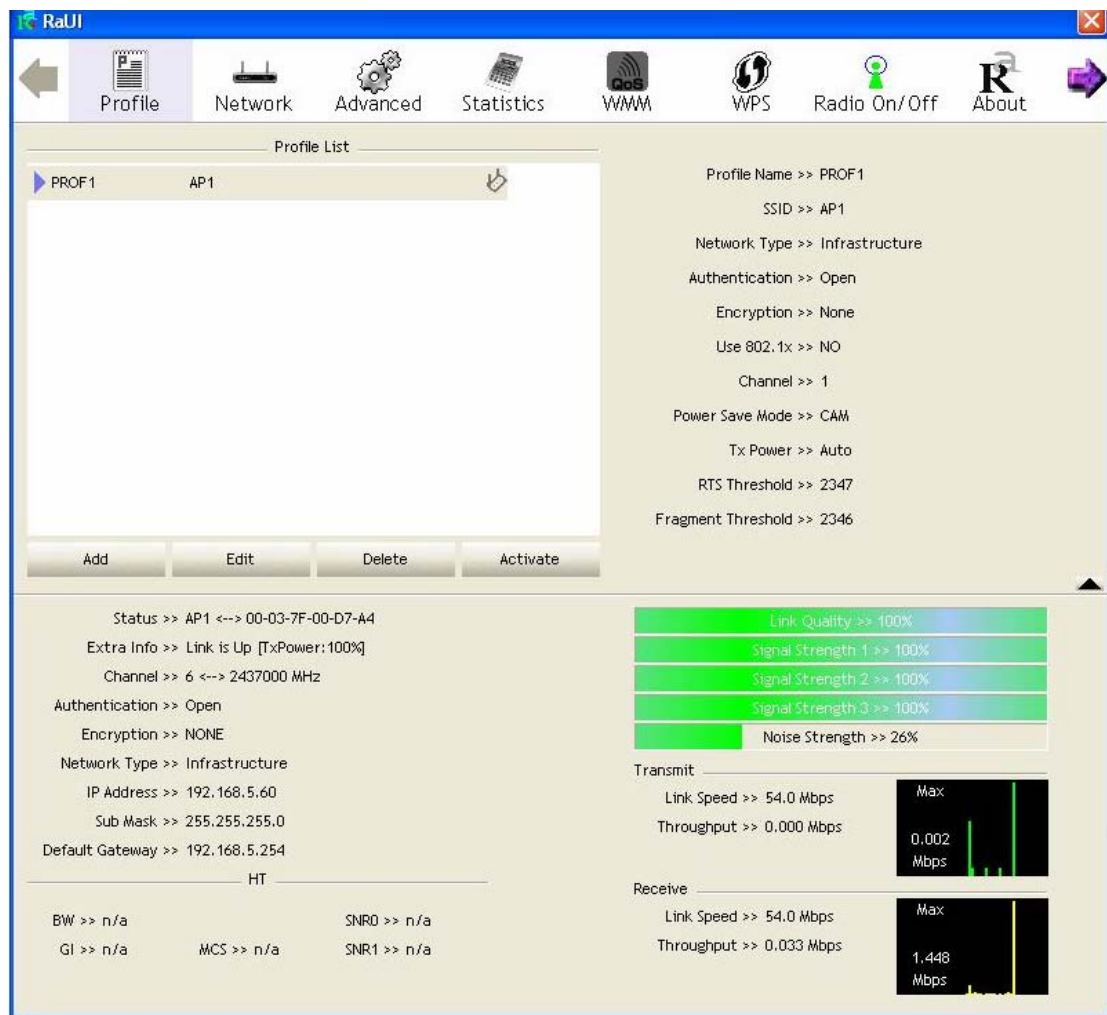 RaUI
Profile
Network
Advanced
Statistics
QoS
WMM
WPS
Radio On/Off
About
Profile List
PROF1 AP1
Add
Edit
Delete
Activate
Profile Name >> PROF1
SSID >> AP1
Network Type >> Infrastructure
Authentication >> Open
Encryption >> None
Use 802.1x >> NO
Channel >> 1
Power Save Mode >> CAM
Tx Power >> Auto
RTS Threshold >> 2347
Fragment Threshold >> 2346
Status >> AP1 <--> 00-03-7F-00-D7-A4
Extra Info >> Link is Up [TxPower:100%]
Channel >> 6 <--> 2437000 MHz
Authentication >> Open
Encryption >> NONE
Network Type >> Infrastructure
IP Address >> 192.168.5.60
Sub Mask >> 255.255.255.0
Default Gateway >> 192.168.5.254
HT
BW >> n/a SNR0 >> n/a
GI >> n/a MCS >> n/a SNR1 >> n/a
Link Quality >> 100%
Signal Strength 1 >> 100%
Signal Strength 2 >> 100%
Signal Strength 3 >> 100%
Noise Strength >> 26%
Transmit
Link Speed >> 54.0 Mbps
Throughput >> 0.000 Mbps
Max
0.002
Mbps
Receive
Link Speed >> 54.0 Mbps
Throughput >> 0.033 Mbps
Max
1.448
Mbps